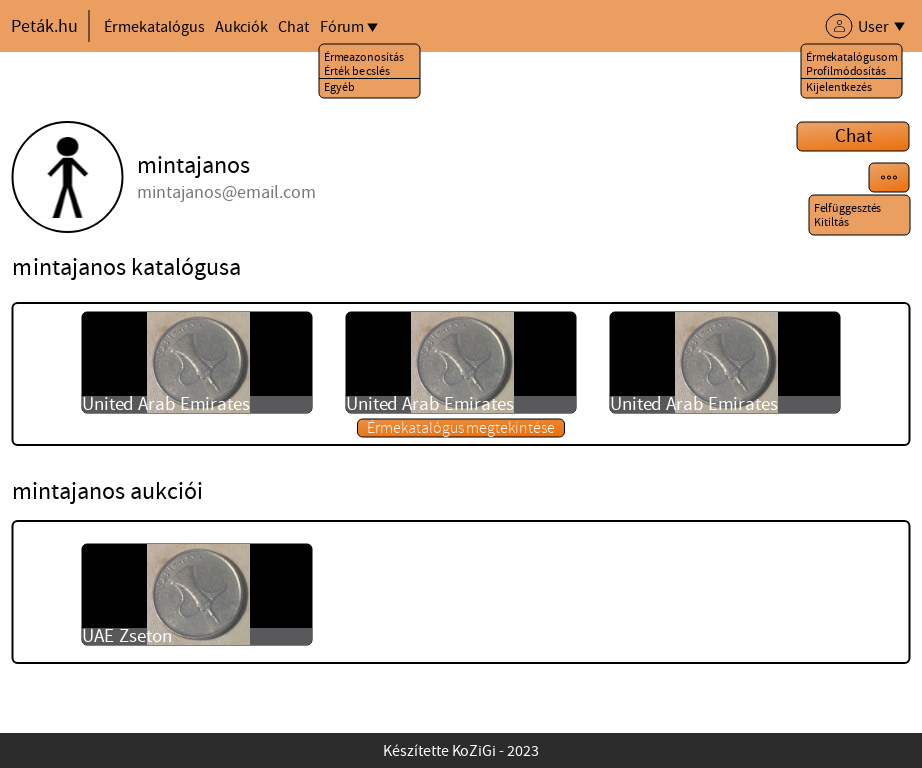 Peták.hu
Érmekatalógus Aukciók Chat Fórum
User
Érmeazonosítás
Érték becslés
Egyéb
Érmekatalógusom
Profilmódosítás
Kijelentkezés
mintajanos
mintajanos@email.com
Chat
Felfüggesztés
Kitiltás
mintajanos katalógusa
United Arab Emirates
United Arab Emirates
United Arab Emirates
Érmekatalógus megtekintése
mintajanos aukciói
UAE Zseton
Készítette KoZiGi - 2023